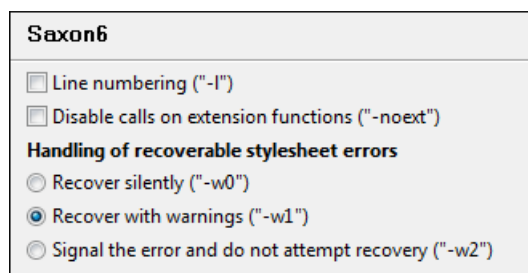 Saxon6
Line numbering ("-l")
Disable calls on extension functions ("-noext")
Handling of recoverable stylesheet errors
Recover silently ("-w0")
Recover with warnings ("-w1")
Signal the error and do not attempt recovery ("-w2")